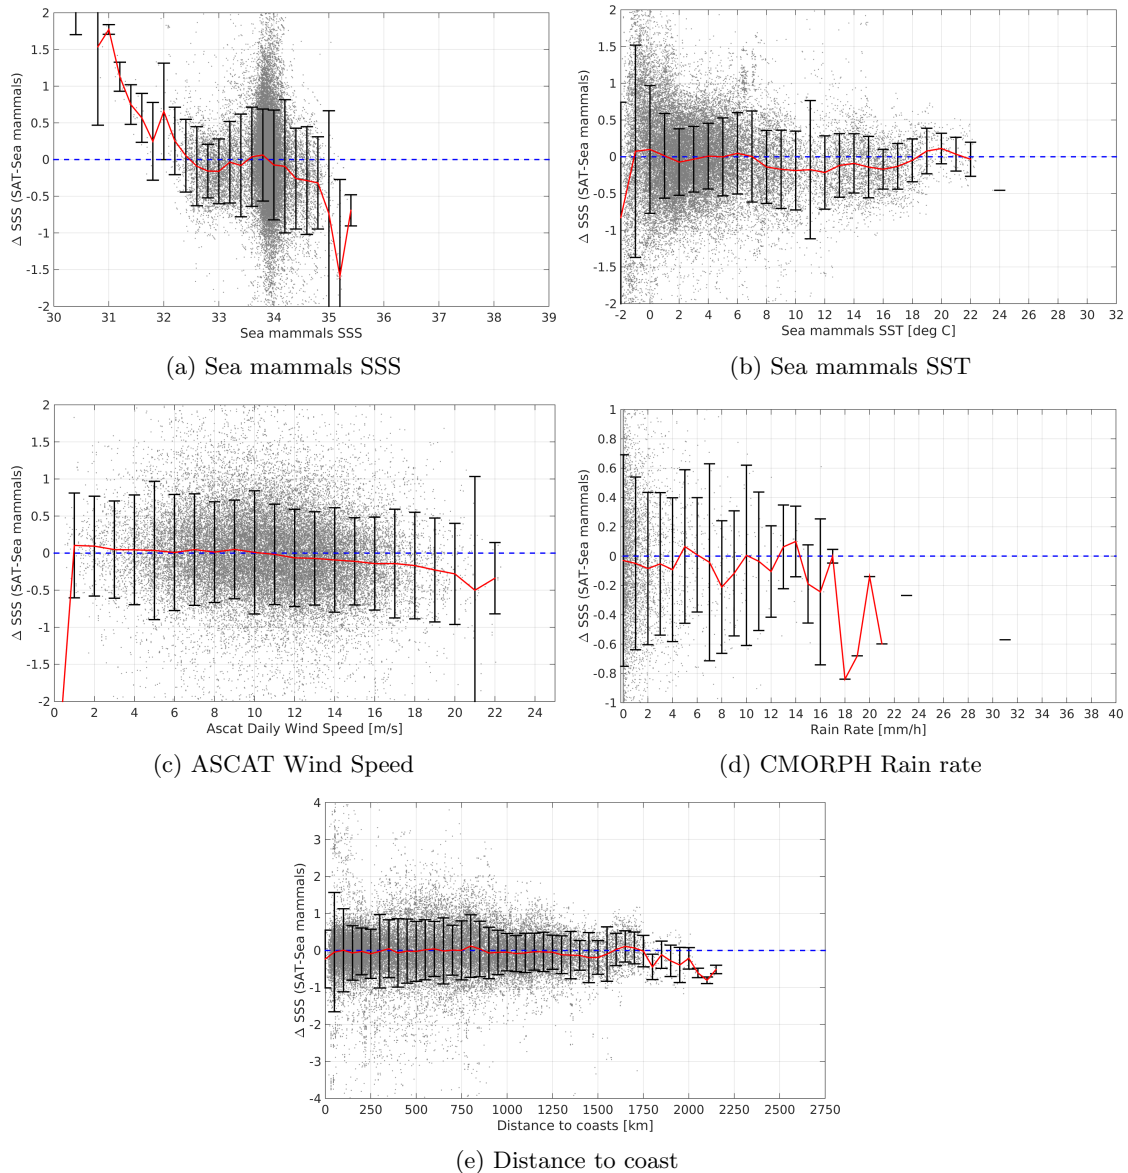 2
1.5
1
0.5
0
-0.5
-1
-1.5
-2
Δ SSS (SAT-Sea mammals)
30 31 32 33 34 35 36 37 38 39
Sea mammals SSS
(a) Sea mammals SSS
2
1.5
1
0.5
0
-0.5
-1
-1.5
-2
Δ SSS (SAT-Sea mammals)
-2 0 2 4 6 8 10 12 14 16 18 20 22 24 26 28 30 32
Sea mammals SST [deg C]
(b) Sea mammals SST
2
1.5
1
0.5
0
-0.5
-1
-1.5
-2
Δ SSS (SAT-Sea mammals)
0 2 4 6 8 10 12 14 16 18 20 22 24
Ascat Daily Wind Speed [m/s]
(c) ASCAT Wind Speed
1
0.8
0.6
0.4
0.2
0
-0.2
-0.4
-0.6
-0.8
-1
Δ SSS (SAT-Sea mammals)
0 2 4 6 8 10 12 14 16 18 20 22 24 26 28 30 32 34 36 38 40
Rain Rate [mm/h]
(d) CMORPH Rain rate
4
3
2
1
0
-1
-2
-3
-4
Δ SSS (SAT-Sea mammals)
0 250 500 750 1000 1250 1500 1750 2000 2250 2500 2750
Distance to coasts [km]
(e) Distance to coast